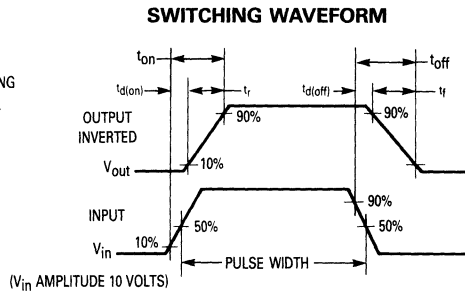 SWITCHING WAVEFORM
ton
toff
NG
td(on)
tr
td(off)
tf
OUTPUT
INVERTED
90%
90%
Vout
10%
INPUT
90%
50%
50%
10%
Vin
PULSE WIDTH
(Vin AMPLITUDE 10 VOLTS)